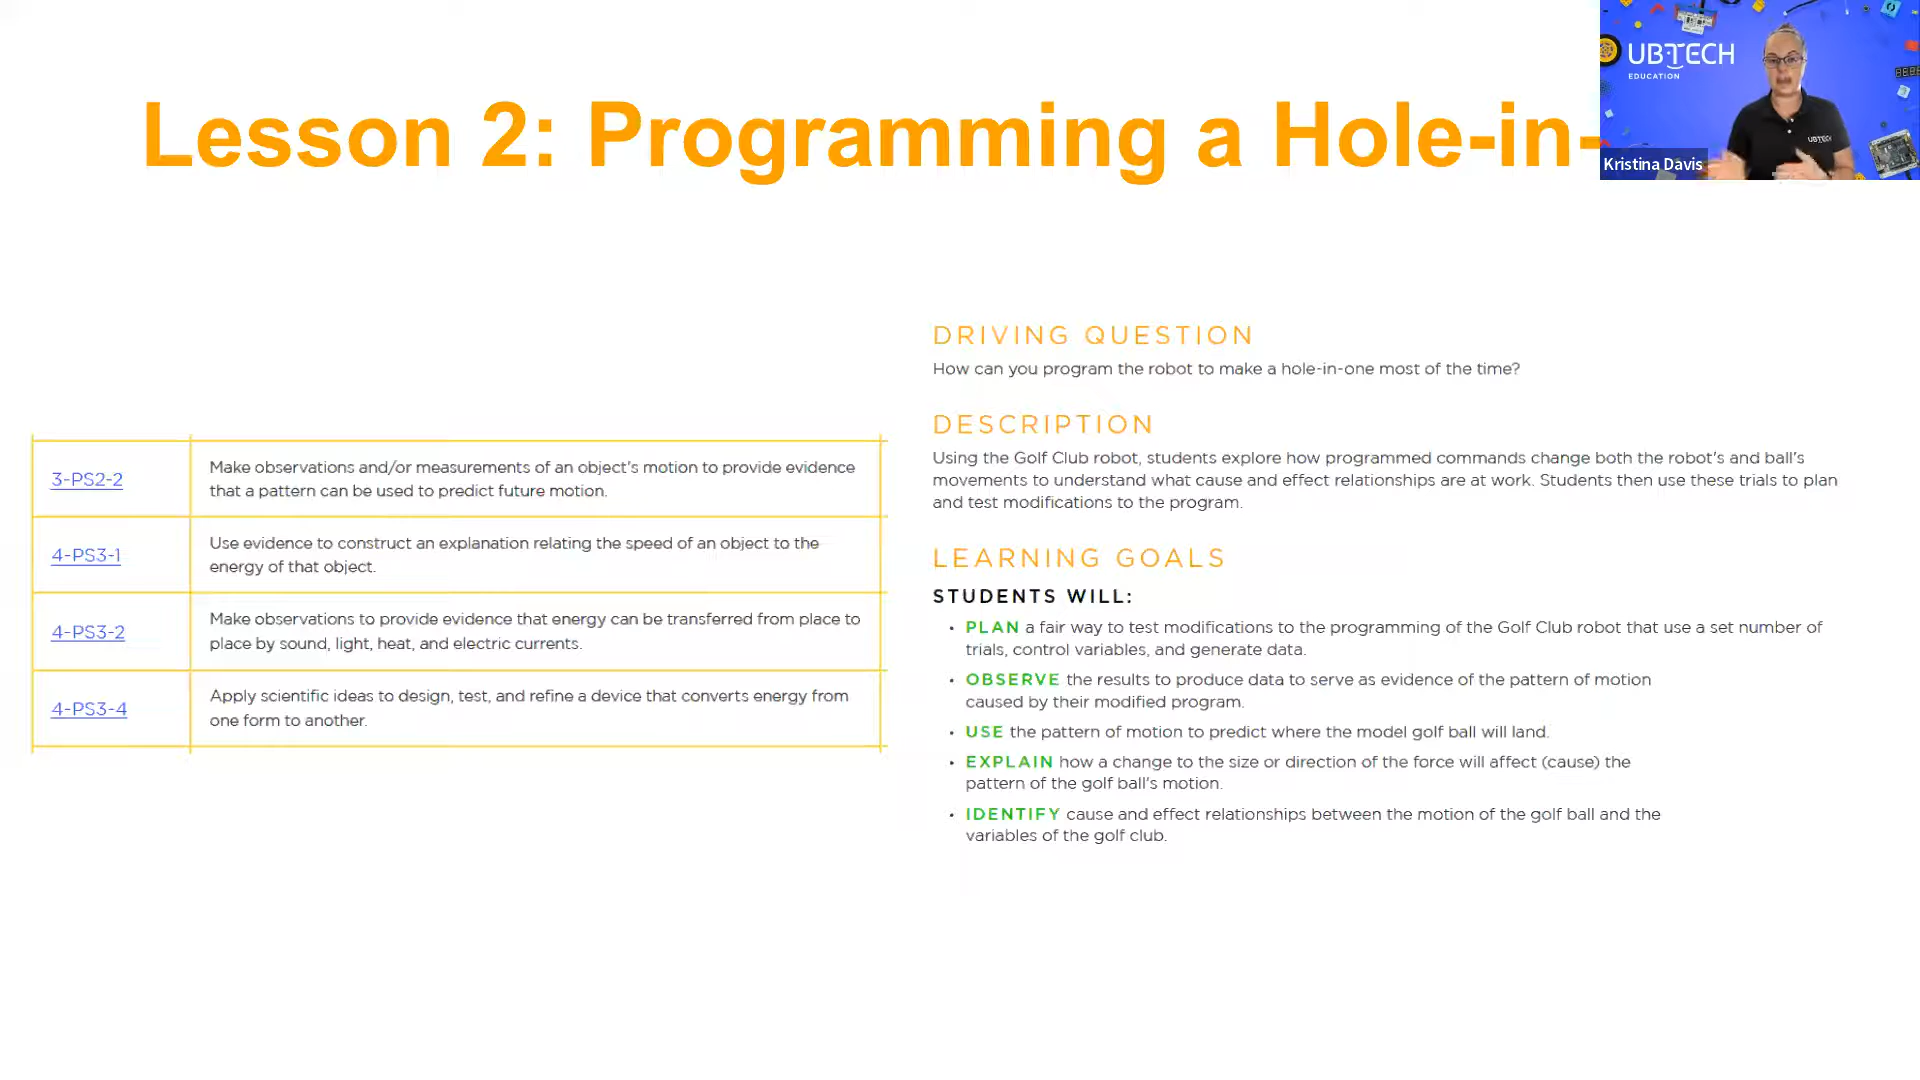 Lesson 2: Programming a Hole-in-
UBTECH
EDUCATION
UBTECH
Kristina Davis
3-PS2-2
Make observations and/or measurements of an object's motion to provide evidence
that a pattern can be used to predict future motion.
4-PS3-1
Use evidence to construct an explanation relating the speed of an object to the
energy of that object.
4-PS3-2
Make observations to provide evidence that energy can be transferred from place to
place by sound, light, heat, and electric currents.
4-PS3-4
Apply scientific ideas to design, test, and refine a device that converts energy from
one form to another.
DRIVING QUESTION
How can you program the robot to make a hole-in-one most of the time?
DESCRIPTION
Using the Golf Club robot, students explore how programmed commands change both the robot's and ball's
movements to understand what cause and effect relationships are at work. Students then use these trials to plan
and test modifications to the program.
LEARNING GOALS
STUDENTS WILL:
• PLAN a fair way to test modifications to the programming of the Golf Club robot that use a set number of
trials, control variables, and generate data.
• OBSERVE the results to produce data to serve as evidence of the pattern of motion
caused by their modified program.
• USE the pattern of motion to predict where the model golf ball will land.
• EXPLAIN how a change to the size or direction of the force will affect (cause) the
pattern of the golf ball's motion.
• IDENTIFY cause and effect relationships between the motion of the golf ball and the
variables of the golf club.